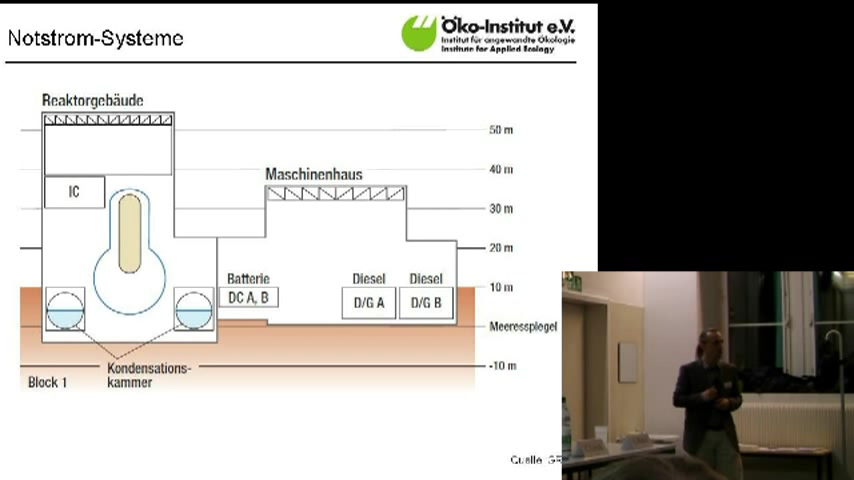 Notstrom-Systeme
Öko-Institut e.V.
Institut für angewandte Ökologie
Institute for Applied Ecology
Reaktorgebäude
50 m
40 m
Maschinenhaus
IC
30 m
20 m
Batterie
DC A, B
Diesel
D/G A
Diesel
D/G B
10 m
Meeresspiegel
Kondensations-
kammer
-10 m
Block 1
Quelle